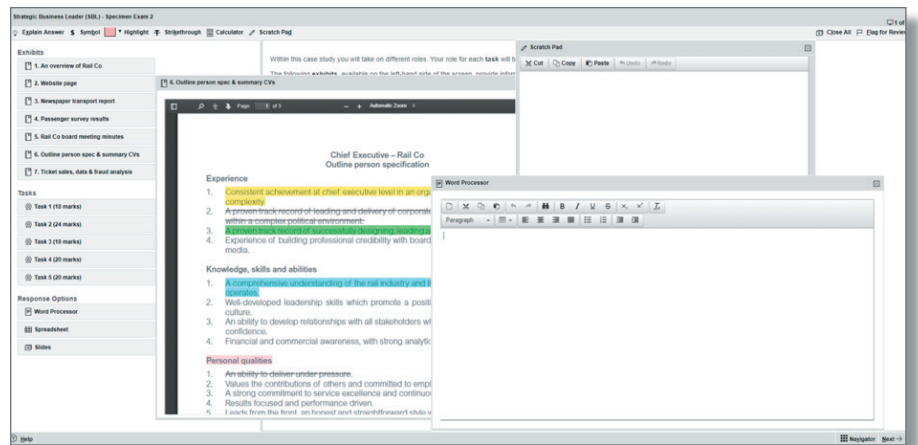 Strategic Business Leader (SBL) - Specimen Exam 2
1 of
Explain Answer $ Symbol Highlight Strikethrough Calculator Scratch Pad
Close All Flag for Review
Exhibits
1. An overview of Rail Co
2. Website page
3. Newspaper transport report
4. Passenger survey results
5. Rail Co board meeting minutes
6. Outline person spec & summary CVs
7. Ticket sales, data & fraud analysis
Tasks
Task 1 (18 marks)
Task 2 (24 marks)
Task 3 (18 marks)
Task 4 (20 marks)
Task 5 (20 marks)
Response Options
Word Processor
Spreadsheet
Slides
Within this case study you will take on different roles. Your role for each task will b
The following exhibits, available on the left-hand side of the screen, provide inform
6. Outline person spec & summary CVs
Page 1 of 3 − + Automatic Zoom
Chief Executive – Rail Co
Outline person specification
Experience
1. Consistent achievement at chief executive level in an orga
complexity.
2. A proven track record of leading and delivery of corporate
within a complex political environment.
3. A proven track record of successfully designing, leading a
4. Experience of building professional credibility with board
media.
Knowledge, skills and abilities
1. A comprehensive understanding of the rail industry and
operates.
2. Well-developed leadership skills which promote a positi
culture.
3. An ability to develop relationships with all stakeholders wh
confidence.
4. Financial and commercial awareness, with strong analytic
Personal qualities
1. An ability to deliver under pressure.
2. Values the contributions of others and committed to empl
3. A strong commitment to service excellence and continuou
4. Results focused and performance driven.
5. Leads from the front, an honest and straightforward style
Scratch Pad
Cut Copy Paste Undo Redo
Word Processor
B I U S X, X' Ix
Paragraph
Help
Navigator Next